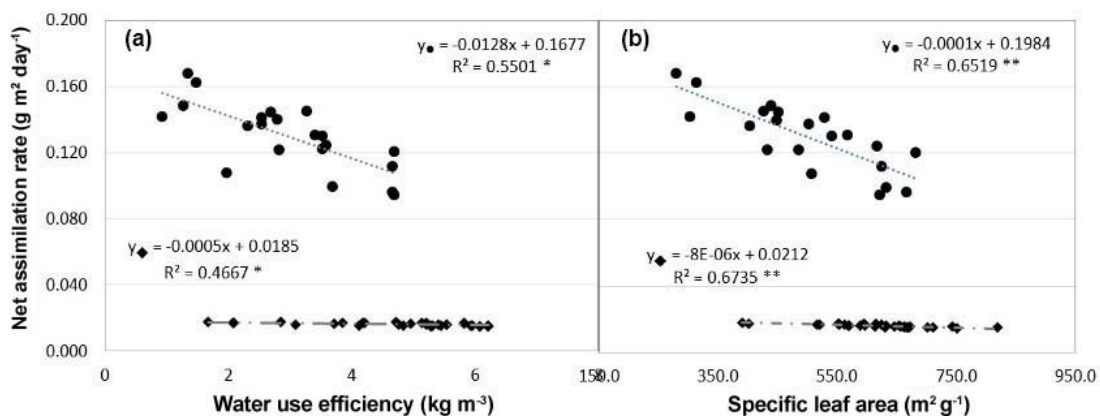 0.200
0.160
0.120
0.080
0.040
0.000
Net assimilation rate (g m² day⁻¹)
(a)
y● = -0.0128x + 0.1677
R² = 0.5501 *
y◆ = -0.0005x + 0.0185
R² = 0.4667 *
0 2 4 6
Water use efficiency (kg m⁻³)
(b)
y● = -0.0001x + 0.1984
R² = 0.6519 **
y◆ = -8E-06x + 0.0212
R² = 0.6735 **
350.0 550.0 750.0 950.0
Specific leaf area (m² g⁻¹)